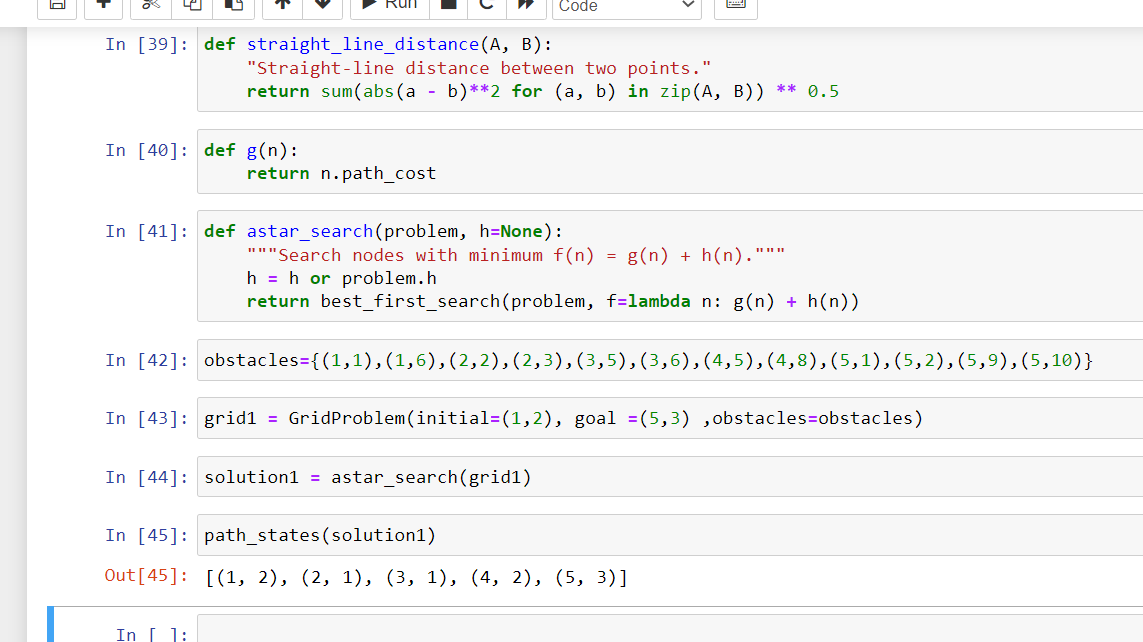 Run
Code
In [39]: def straight_line_distance(A, B):
"Straight-line distance between two points."
return sum(abs(a - b)**2 for (a, b) in zip(A, B)) ** 0.5
In [40]: def g(n):
return n.path_cost
In [41]: def astar_search(problem, h=None):
"""Search nodes with minimum f(n) = g(n) + h(n)."""
h = h or problem.h
return best_first_search(problem, f=lambda n: g(n) + h(n))
In [42]: obstacles={(1,1),(1,6),(2,2),(2,3),(3,5),(3,6),(4,5),(4,8),(5,1),(5,2),(5,9),(5,10)}
In [43]: grid1 = GridProblem(initial=(1,2), goal =(5,3) ,obstacles=obstacles)
In [44]: solution1 = astar_search(grid1)
In [45]: path_states(solution1)
Out[45]: [(1, 2), (2, 1), (3, 1), (4, 2), (5, 3)]
In [ ]: